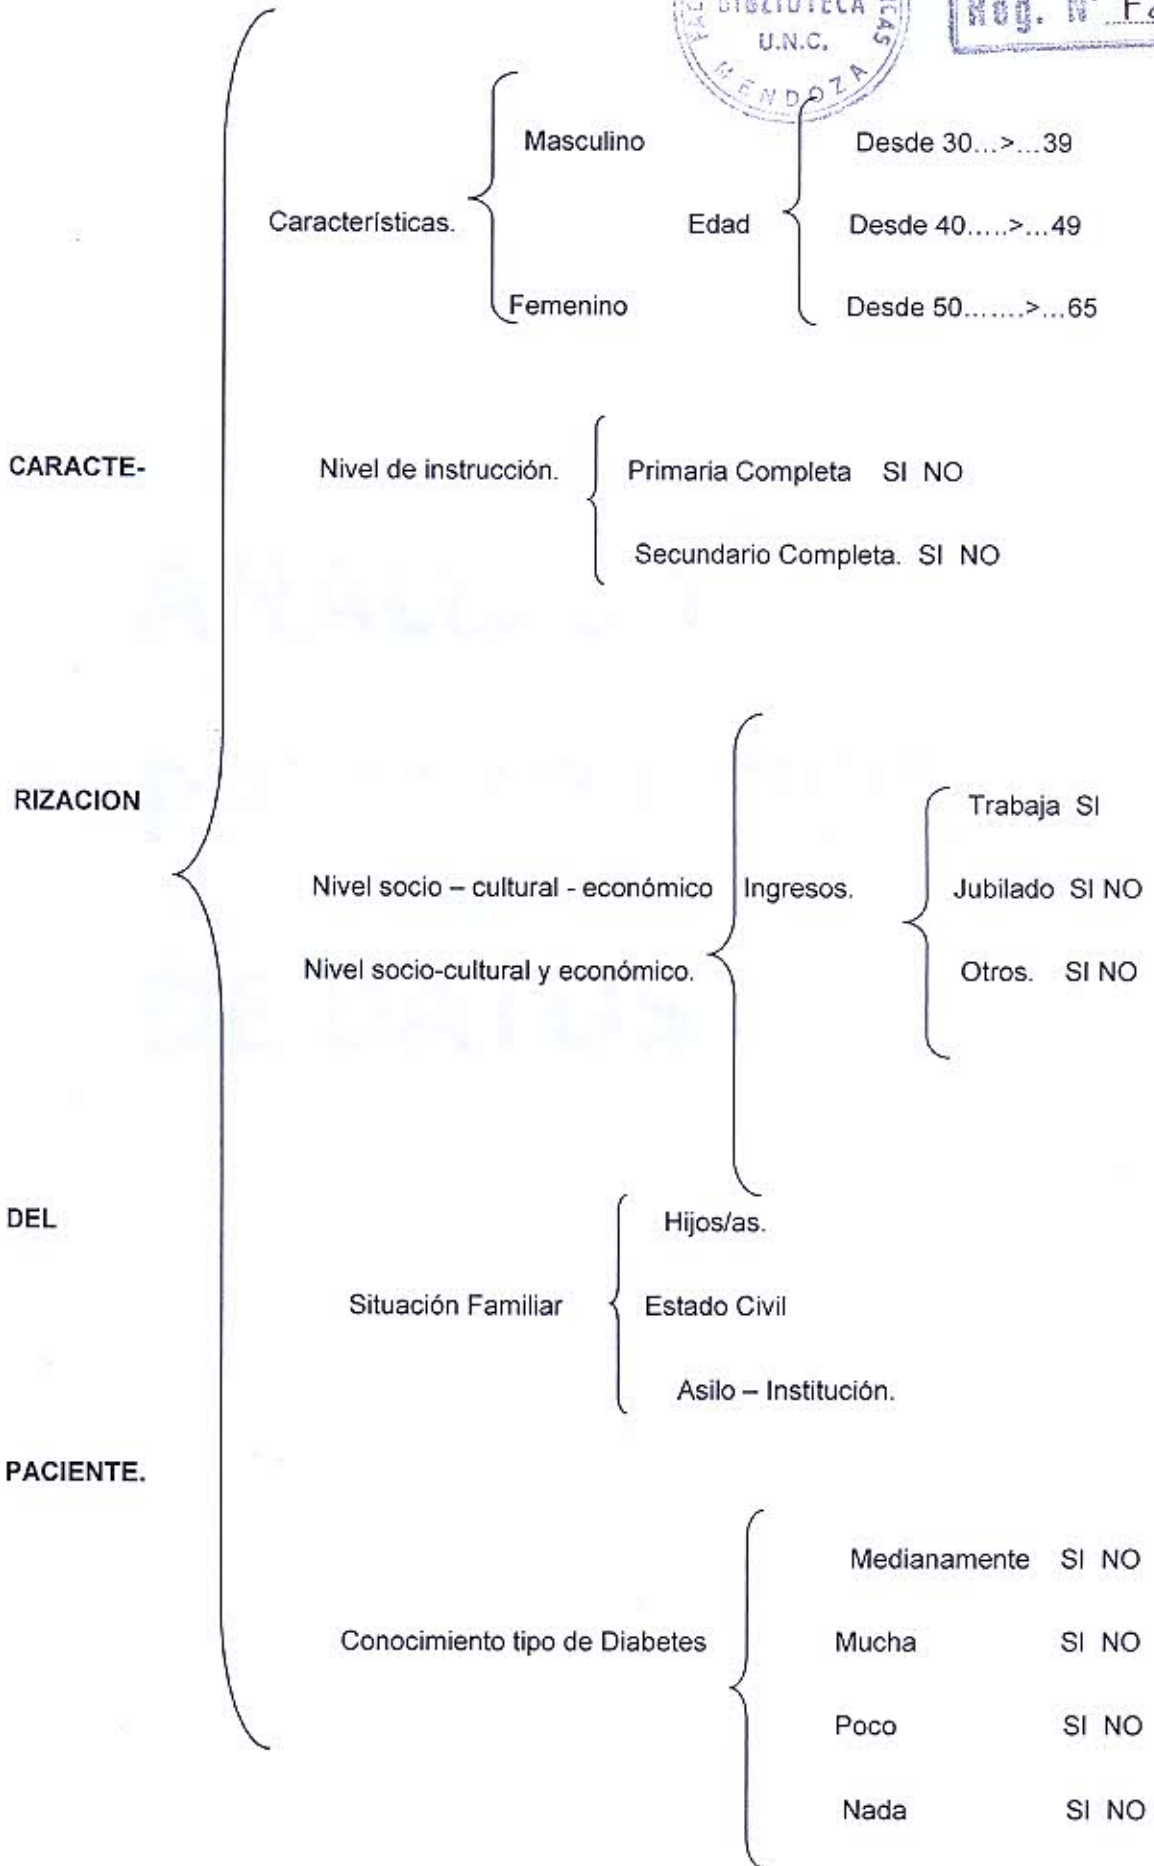 BIBLIOTECA
U.N.C.
MENDOZA
Masculino
Desde 30...>...39
Características.
Edad
Desde 40.....>...49
Femenino
Desde 50.......>...65
CARACTE-
Nivel de instrucción.
Primaria Completa SI NO
Secundario Completa. SI NO
RIZACION
Trabaja SI
Nivel socio – cultural - económico
Ingresos.
Jubilado SI NO
Nivel socio-cultural y económico.
Otros. SI NO
DEL
Hijos/as.
Situación Familiar
Estado Civil
Asilo – Institución.
PACIENTE.
Medianamente SI NO
Conocimiento tipo de Diabetes
Mucha SI NO
Poco SI NO
Nada SI NO